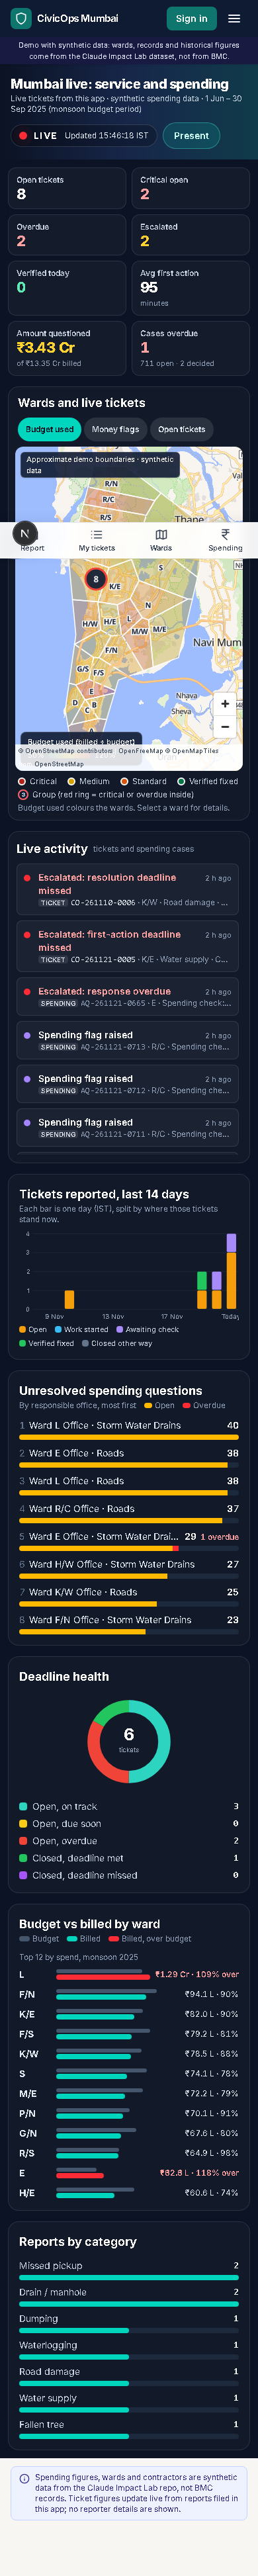 CivicOps Mumbai
Sign in
Demo with synthetic data: wards, records and historical figures
come from the Claude Impact Lab dataset, not from BMC.
Mumbai live: service and spending
Live tickets from this app · synthetic spending data · 1 Jun – 30
Sep 2025 (monsoon budget period)
LIVE Updated 15:46:18 IST
Present
Open tickets
8
Critical open
2
Overdue
2
Escalated
2
Verified today
0
Avg first action
95
minutes
Amount questioned
₹3.43 Cr
of ₹13.35 Cr billed
Cases overdue
1
711 open · 2 decided
Wards and live tickets
Budget used
Money flags
Open tickets
Approximate demo boundaries · synthetic
data
R/N
R/C
R/S
Thane
N
Report
My tickets
Wards
Spending
8
K/E
S
L
N
H/W
H/E
M/W
M/E
F/N
Navi Mum
G/S
F/S
D
E
C
B
Nhava
Sheva
+
−
Budget used (billed ÷ budget)
© OpenStreetMap contributors OpenFreeMap © OpenMapTiles
OpenStreetMap
Critical
Medium
Standard
Verified fixed
3 Group (red ring = critical or overdue inside)
Budget used colours the wards. Select a ward for details.
Live activity tickets and spending cases
Escalated: resolution deadline
missed
2 h ago
TICKET CO-261110-0006 · K/W · Road damage · ...
Escalated: first-action deadline
missed
2 h ago
TICKET CO-261121-0005 · K/E · Water supply · C...
Escalated: response overdue
2 h ago
SPENDING AQ-261121-0665 · E · Spending check:...
Spending flag raised
2 h ago
SPENDING AQ-261121-0713 · R/C · Spending che...
Spending flag raised
2 h ago
SPENDING AQ-261121-0712 · R/C · Spending che...
Spending flag raised
2 h ago
SPENDING AQ-261121-0711 · R/C · Spending che...
Tickets reported, last 14 days
Each bar is one day (IST), split by where those tickets
stand now.
4
3
2
1
0
9 Nov
13 Nov
17 Nov
Today
Open
Work started
Awaiting check
Verified fixed
Closed other way
Unresolved spending questions
By responsible office, most first
Open
Overdue
1 Ward L Office · Storm Water Drains 40
2 Ward E Office · Roads 38
3 Ward L Office · Roads 38
4 Ward R/C Office · Roads 37
5 Ward E Office · Storm Water Drai... 29 1 overdue
6 Ward H/W Office · Storm Water Drains 27
7 Ward K/W Office · Roads 25
8 Ward F/N Office · Storm Water Drains 23
Deadline health
6
tickets
Open, on track 3
Open, due soon 0
Open, overdue 2
Closed, deadline met 1
Closed, deadline missed 0
Budget vs billed by ward
Budget
Billed
Billed, over budget
Top 12 by spend, monsoon 2025
L ₹1.29 Cr · 109% over
F/N ₹94.1 L · 90%
K/E ₹82.0 L · 90%
F/S ₹79.2 L · 81%
K/W ₹78.5 L · 88%
S ₹74.1 L · 78%
M/E ₹72.2 L · 79%
P/N ₹70.1 L · 91%
G/N ₹67.6 L · 80%
R/S ₹64.9 L · 98%
E ₹62.8 L · 118% over
H/E ₹60.6 L · 74%
Reports by category
Missed pickup 2
Drain / manhole 2
Dumping 1
Waterlogging 1
Road damage 1
Water supply 1
Fallen tree 1
Spending figures, wards and contractors are synthetic
data from the Claude Impact Lab repo, not BMC
records. Ticket figures update live from reports filed in
this app; no reporter details are shown.